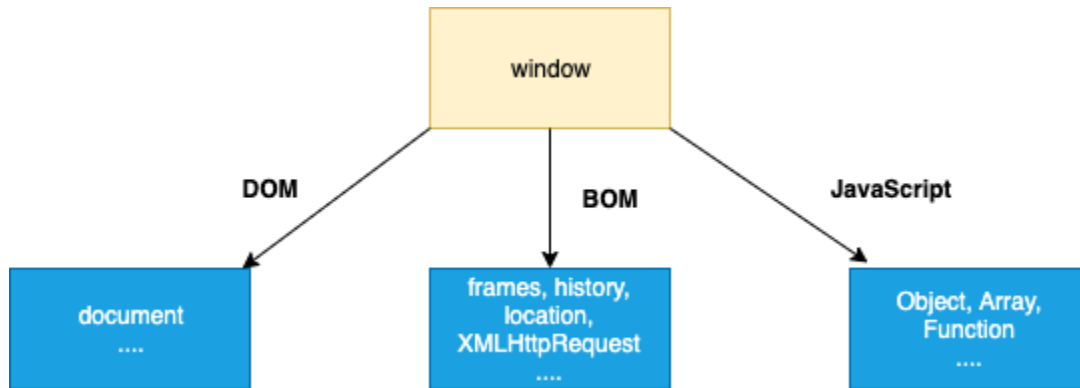 window
DOM
BOM
JavaScript
document
....
frames, history,
location,
XMLHttpRequest
....
Object, Array,
Function
....